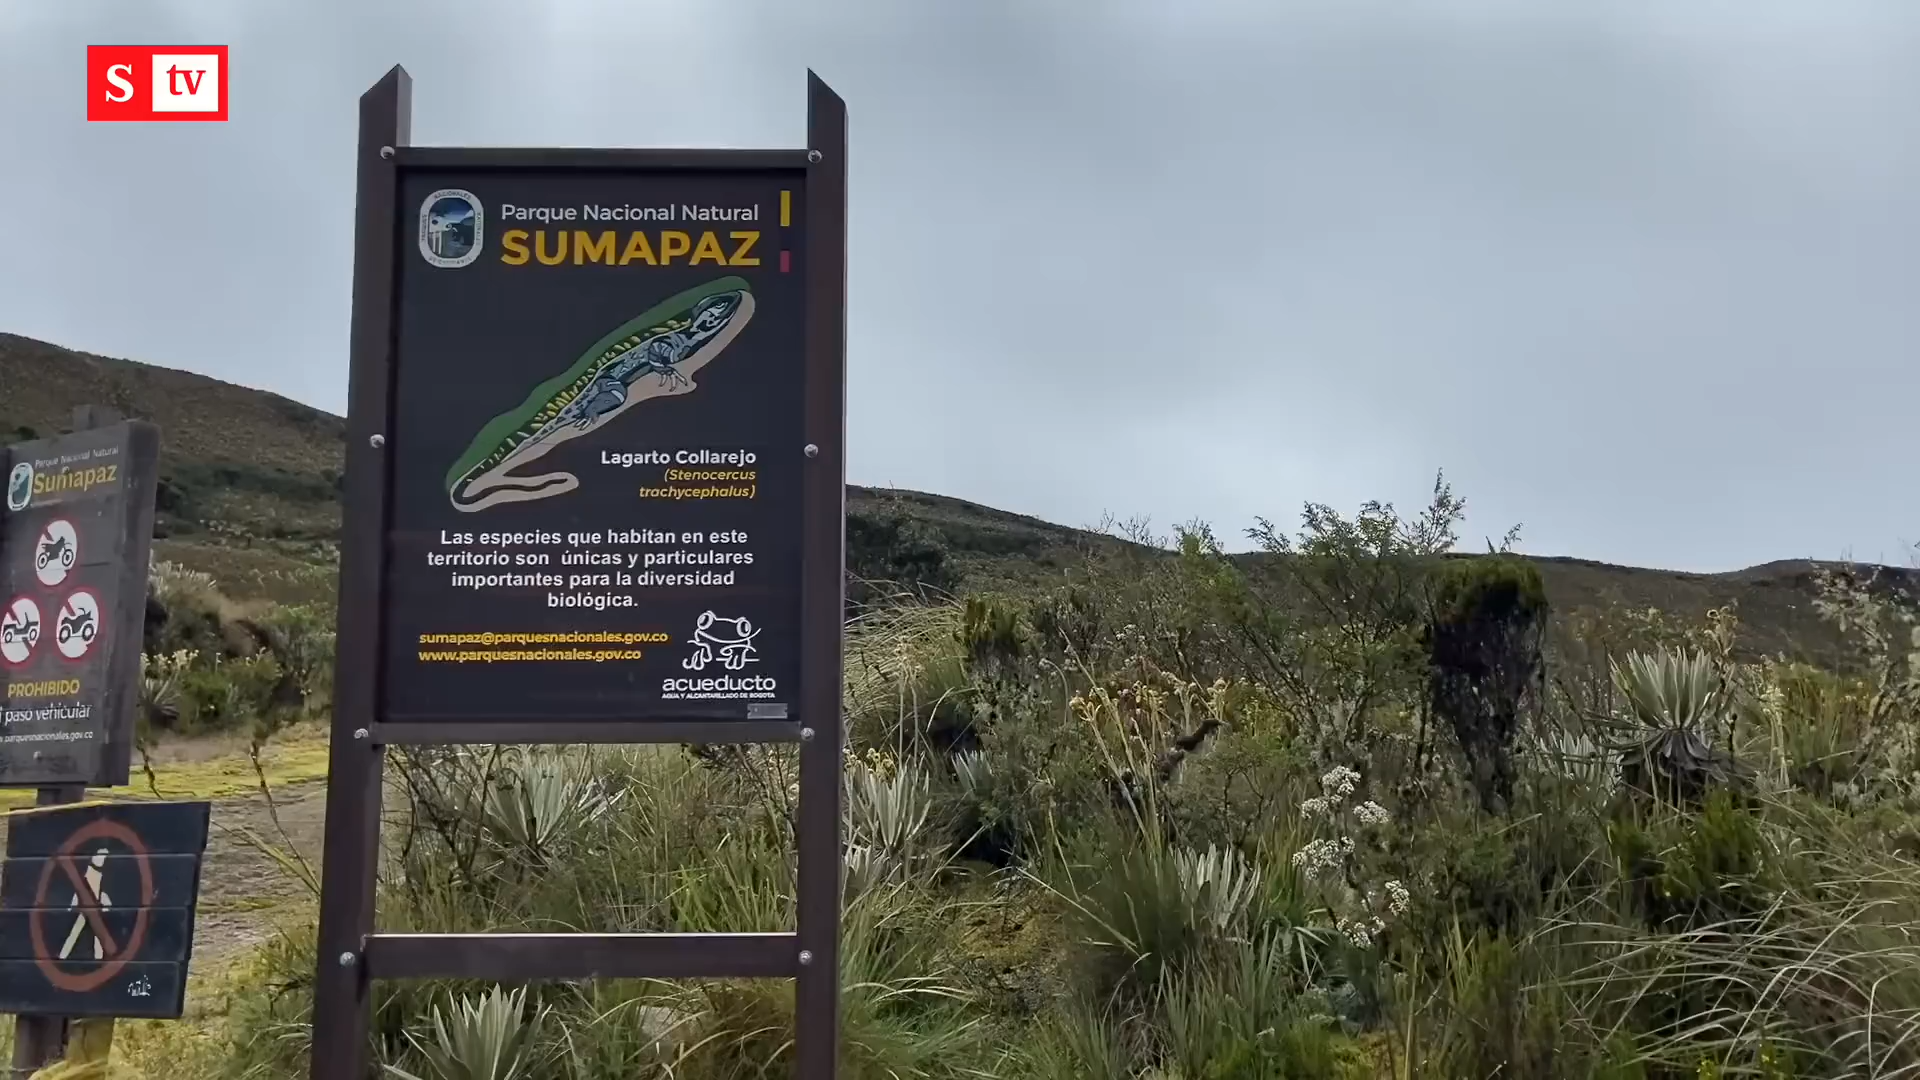 S tv
Parque Nacional Natural
SUMAPAZ
Lagarto Collarejo
(Stenocercus
trachycephalus)
Las especies que habitan en este
territorio son únicas y particulares
importantes para la diversidad
biológica.
sumapaz@parquesnacionales.gov.co
www.parquesnacionales.gov.co
acueducto
AGUA Y ALCANTARILLADO DE BOGOTÁ
Parque Nacional Natural
Sumapaz
PROHIBIDO
l paso vehicular
w.parquesnacionales.gov.co